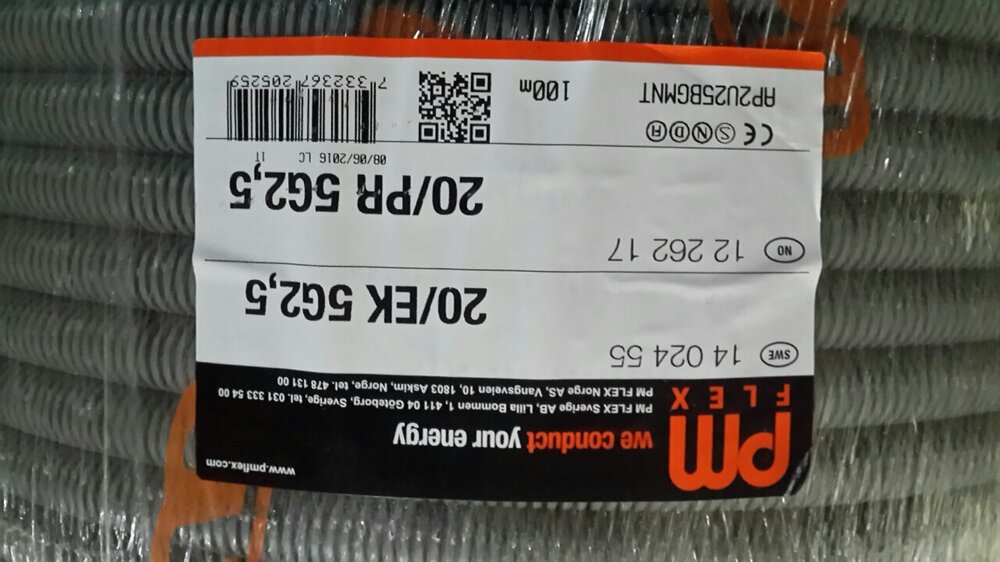 pm
FLEX
we conduct your energy
www.pmflex.com
PM FLEX Sverige AB, Lilla Bommen 1, 411 04 Göteborg, Sverige, tel. 031 333 54 00
PM FLEX Norge AS, Vangsveien 10, 1803 Askim, Norge, tel. 478 131 00
SWE 14 024 55
20/EK 5G2,5
NO 12 262 17
20/PR 5G2,5
08/06/2016 LC 1T
CE S N D A
AP2U25BGMNT
100m
7 332367 205259